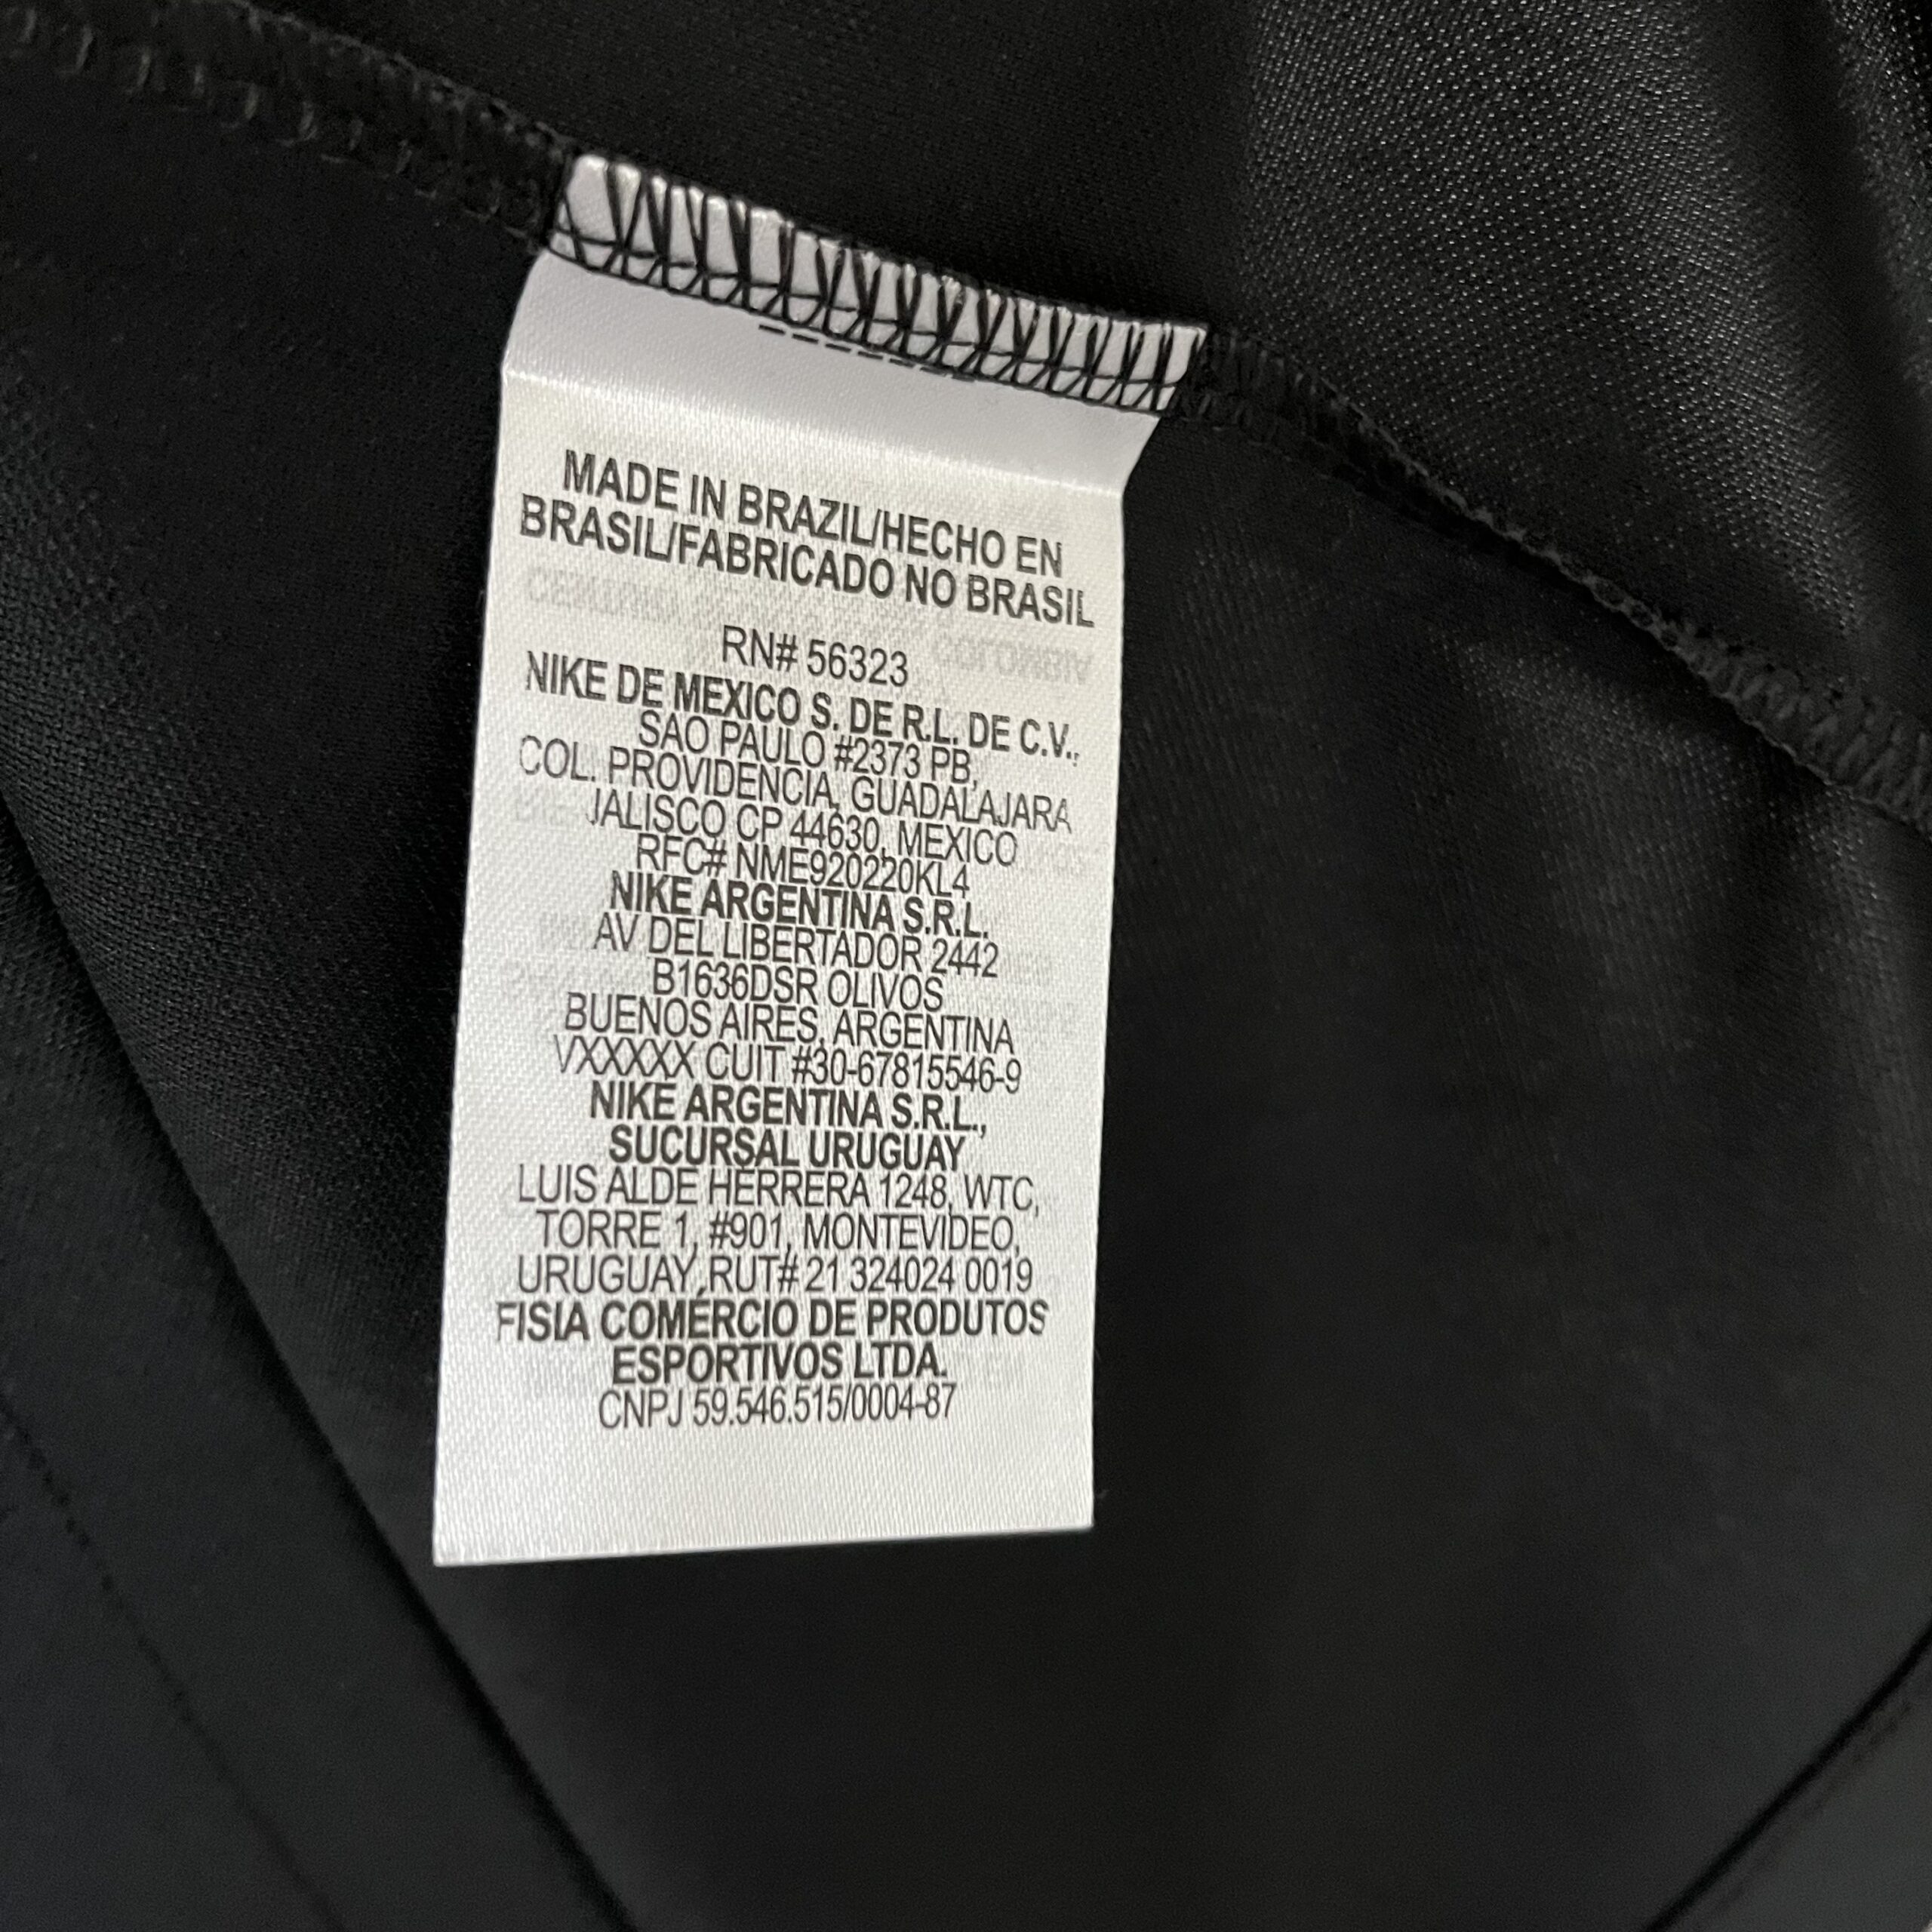 MADE IN BRAZIL/HECHO EN
BRASIL/FABRICADO NO BRASIL
RN# 56323
NIKE DE MEXICO S. DE R.L. DE C.V.,
SAO PAULO #2373 PB,
COL. PROVIDENCIA, GUADALAJARA
JALISCO CP 44630, MEXICO
RFC# NME920220KL4
NIKE ARGENTINA S.R.L.
AV DEL LIBERTADOR 2442
B1636DSR OLIVOS
BUENOS AIRES, ARGENTINA
VXXXXX CUIT #30-67815546-9
NIKE ARGENTINA S.R.L.,
SUCURSAL URUGUAY
LUIS ALDE HERRERA 1248, WTC,
TORRE 1, #901, MONTEVIDEO,
URUGUAY,RUT# 21 324024 0019
FISIA COMÉRCIO DE PRODUTOS
ESPORTIVOS LTDA.
CNPJ 59.546.515/0004-87